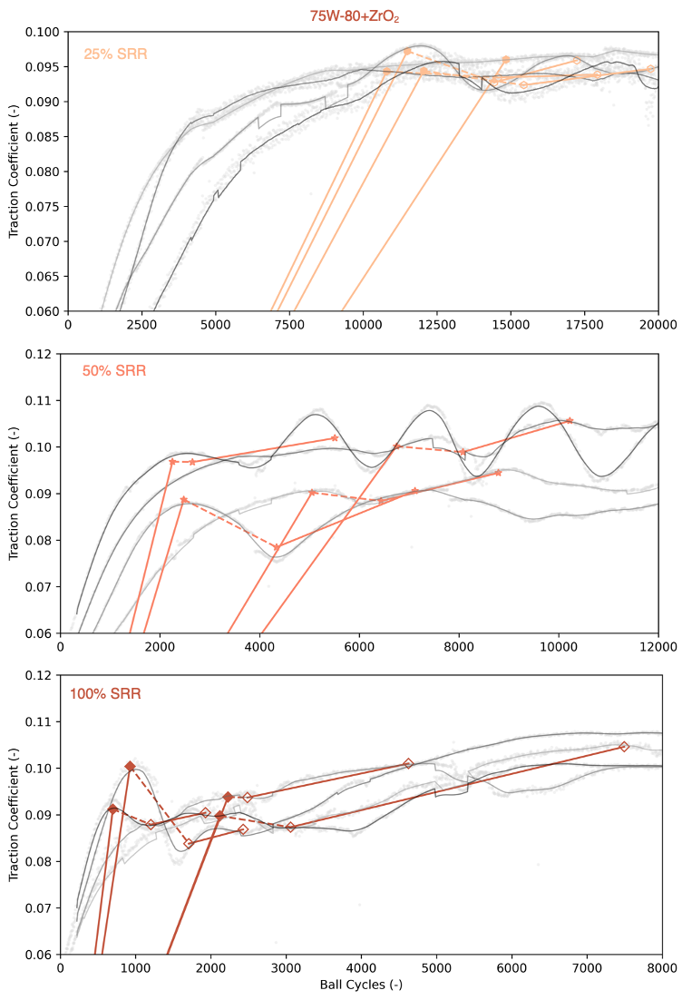 75W-80+ZrO₂
25% SRR
Traction Coefficient (-)
0.100
0.095
0.090
0.085
0.080
0.075
0.070
0.065
0.060
0 2500 5000 7500 10000 12500 15000 17500 20000
50% SRR
Traction Coefficient (-)
0.12
0.11
0.10
0.09
0.08
0.07
0.06
0 2000 4000 6000 8000 10000 12000
100% SRR
Traction Coefficient (-)
0.12
0.11
0.10
0.09
0.08
0.07
0.06
0 1000 2000 3000 4000 5000 6000 7000 8000
Ball Cycles (-)